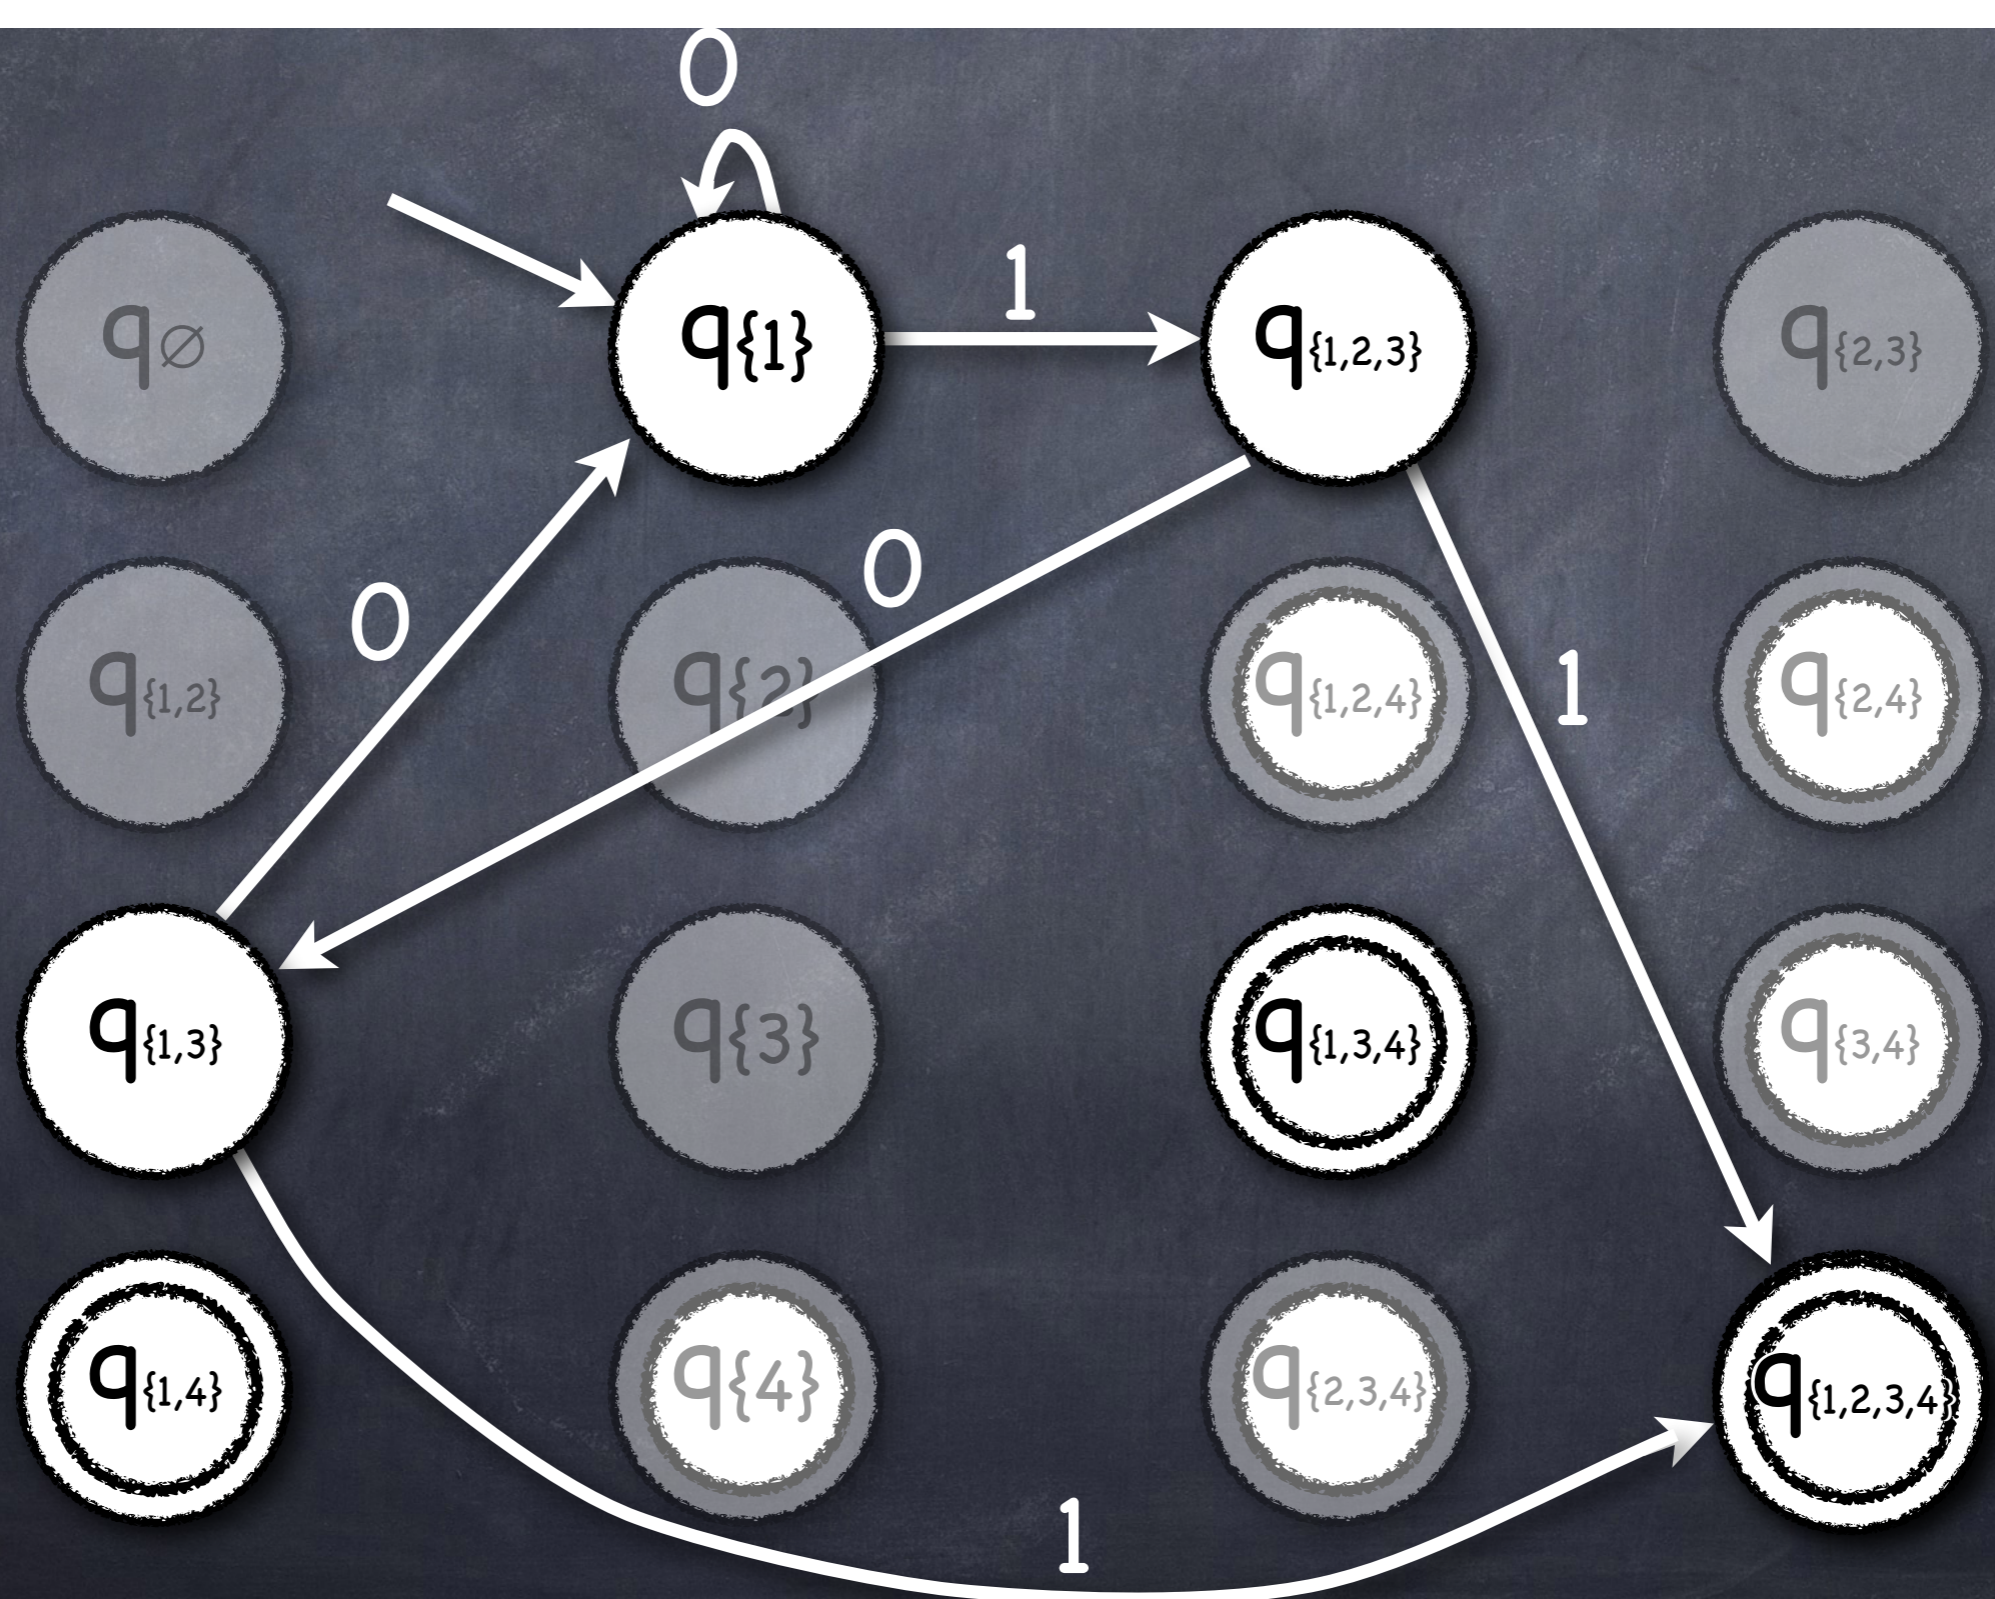 0
1
q∅
q{1}
q{1,2,3}
q{2,3}
0
0
1
q{1,2}
q{2}
q{1,2,4}
q{2,4}
q{1,3}
q{3}
q{1,3,4}
q{3,4}
q{1,4}
q{4}
q{2,3,4}
q{1,2,3,4}
1